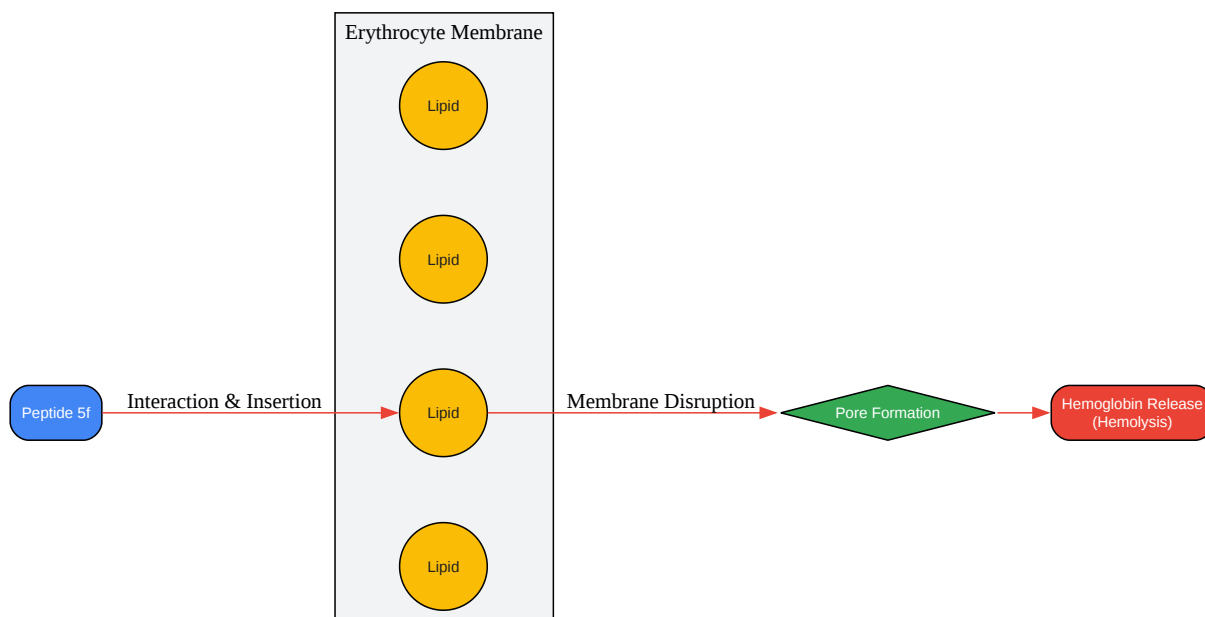 Erythrocyte Membrane
Lipid
Lipid
Peptide 5f
Interaction & Insertion
Lipid
Membrane Disruption
Pore Formation
Hemoglobin Release
(Hemolysis)
Lipid